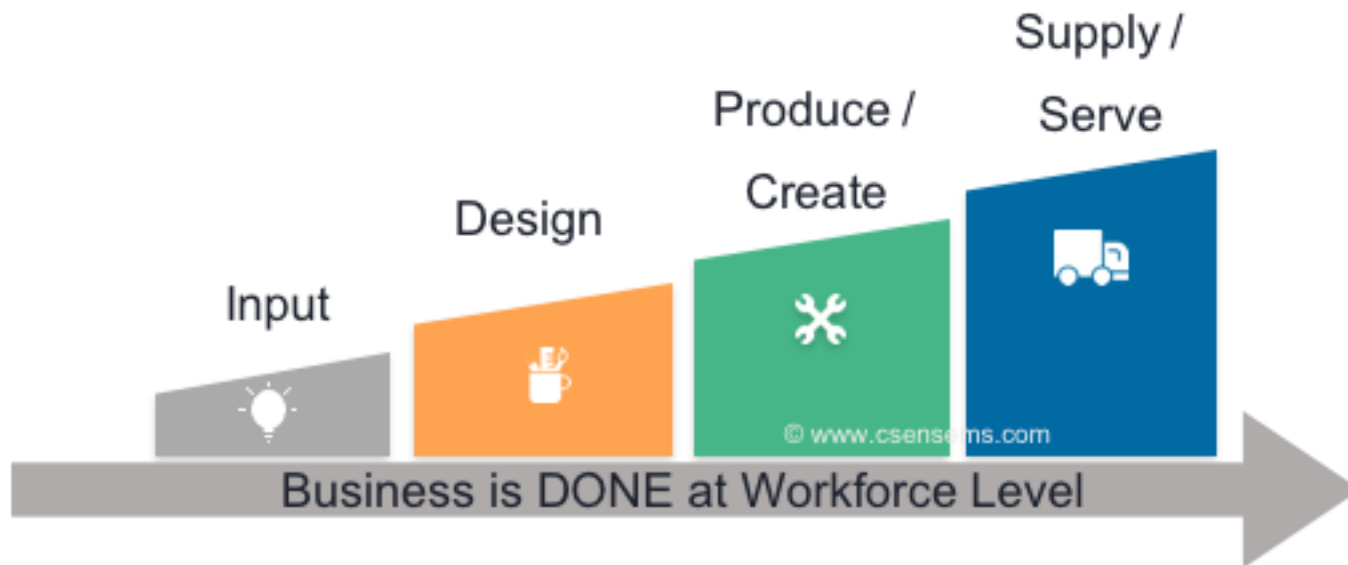 Input
Design
Produce /
Create
Supply /
Serve
© www.csensems.com
Business is DONE at Workforce Level